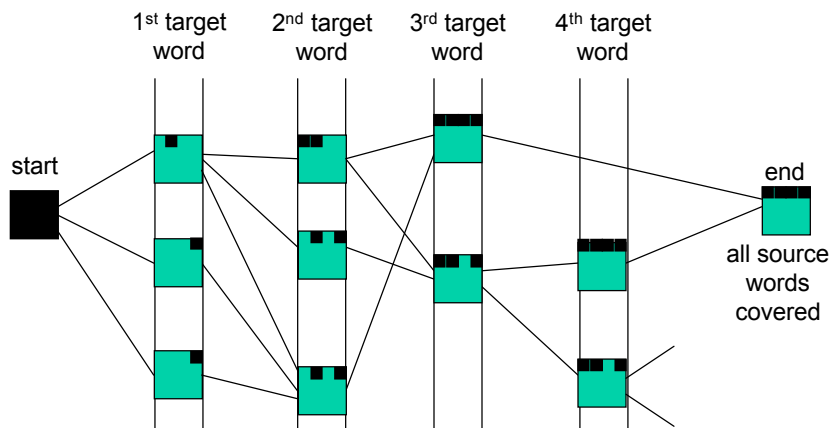 1st target word
2nd target word
3rd target word
4th target word
start
end
all source
words
covered